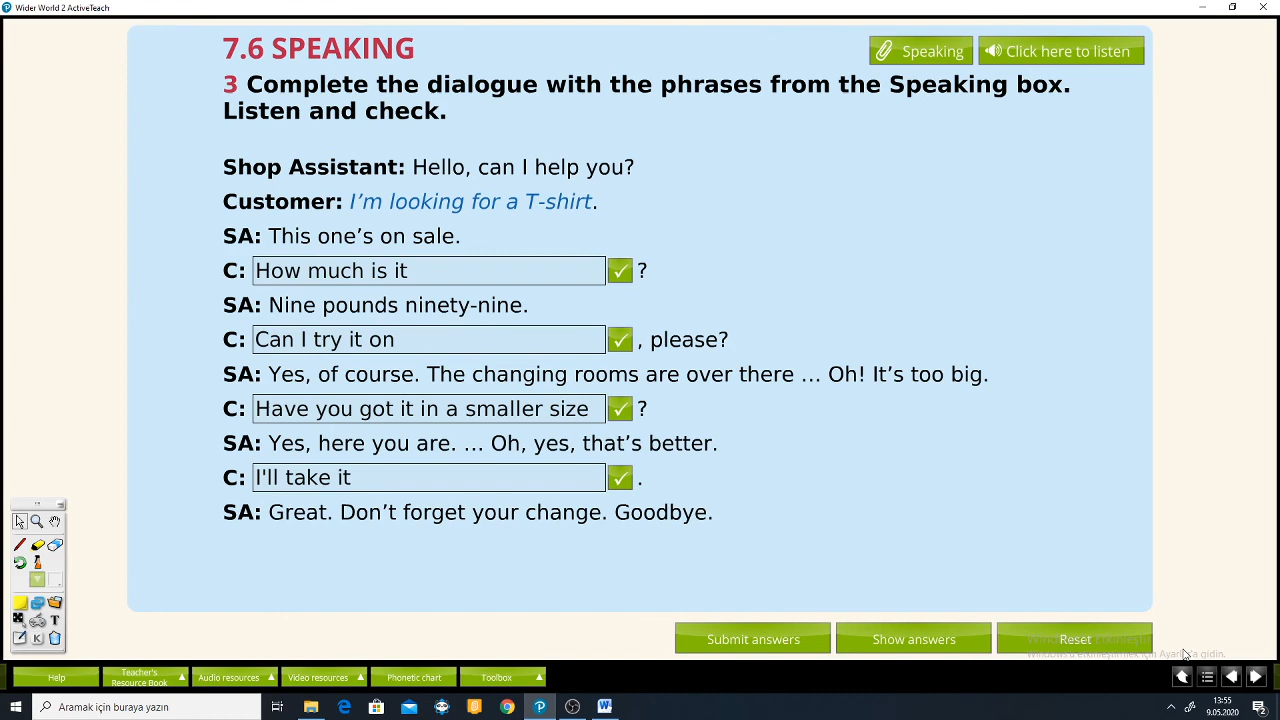 Wider World 2 ActiveTeach
7.6 SPEAKING
Speaking
Click here to listen
3 Complete the dialogue with the phrases from the Speaking box.
Listen and check.
Shop Assistant: Hello, can I help you?
Customer: I'm looking for a T-shirt.
SA: This one's on sale.
C: How much is it ?
SA: Nine pounds ninety-nine.
C: Can I try it on , please?
SA: Yes, of course. The changing rooms are over there … Oh! It's too big.
C: Have you got it in a smaller size ?
SA: Yes, here you are. … Oh, yes, that's better.
C: I'll take it .
SA: Great. Don't forget your change. Goodbye.
Submit answers
Show answers
Reset
Windows'u etkinleştirmek için Ayarlar'a gidin.
Help
Teacher's
Resource Book
Audio resources
Video resources
Phonetic chart
Toolbox
Aramak için buraya yazın
13:55
9.05.2020